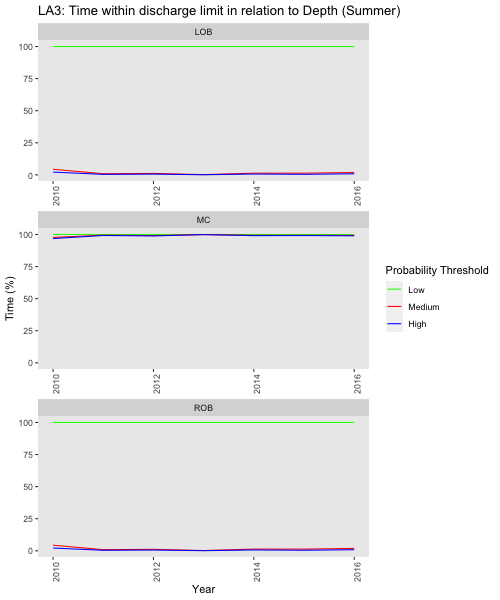 LA3: Time within discharge limit in relation to Depth (Summer)
LOB
100
75
50
25
0
2010
2012
2014
2016
MC
100
75
50
25
0
2010
2012
2014
2016
ROB
100
75
50
25
0
2010
2012
2014
2016
Time (%)
Year
Probability Threshold
Low
Medium
High